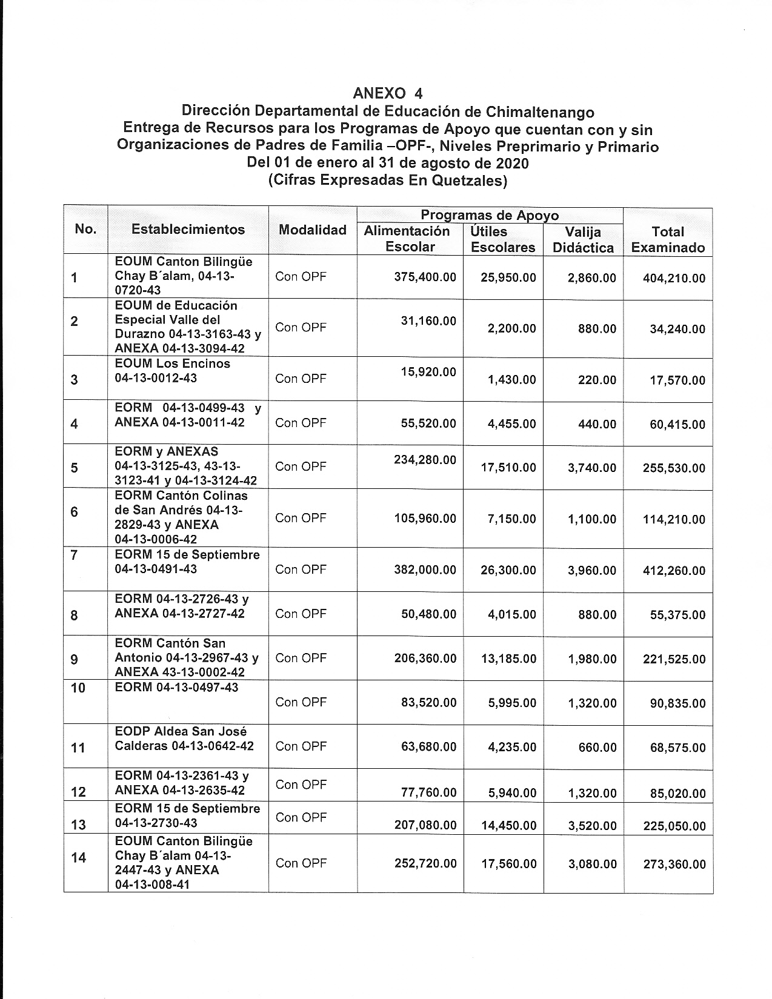 ANEXO 4
Dirección Departamental de Educación de Chimaltenango
Entrega de Recursos para los Programas de Apoyo que cuentan con y sin
Organizaciones de Padres de Familia –OPF-, Niveles Preprimario y Primario
Del 01 de enero al 31 de agosto de 2020
(Cifras Expresadas En Quetzales)
No. Establecimientos Modalidad Programas de Apoyo Total Examinado
Alimentación Escolar Útiles Escolares Valija Didáctica
1 EOUM Canton Bilingüe
Chay B´alam, 04-13- Con OPF 375,400.00 25,950.00 2,860.00 404,210.00
0720-43
2 EOUM de Educación
Especial Valle del
Durazno 04-13-3163-43 y Con OPF 31,160.00 2,200.00 880.00 34,240.00
ANEXA 04-13-3094-42
3 EOUM Los Encinos
04-13-0012-43 Con OPF 15,920.00 1,430.00 220.00 17,570.00
4 EORM 04-13-0499-43 y
ANEXA 04-13-0011-42 Con OPF 55,520.00 4,455.00 440.00 60,415.00
5 EORM y ANEXAS
04-13-3125-43, 43-13- Con OPF 234,280.00 17,510.00 3,740.00 255,530.00
3123-41 y 04-13-3124-42
6 EORM Cantón Colinas
de San Andrés 04-13-
2829-43 y ANEXA Con OPF 105,960.00 7,150.00 1,100.00 114,210.00
04-13-0006-42
7 EORM 15 de Septiembre
04-13-0491-43 Con OPF 382,000.00 26,300.00 3,960.00 412,260.00
8 EORM 04-13-2726-43 y
ANEXA 04-13-2727-42 Con OPF 50,480.00 4,015.00 880.00 55,375.00
9 EORM Cantón San
Antonio 04-13-2967-43 y Con OPF 206,360.00 13,185.00 1,980.00 221,525.00
ANEXA 43-13-0002-42
10 EORM 04-13-0497-43
Con OPF 83,520.00 5,995.00 1,320.00 90,835.00
11 EODP Aldea San José
Calderas 04-13-0642-42 Con OPF 63,680.00 4,235.00 660.00 68,575.00
12 EORM 04-13-2361-43 y
ANEXA 04-13-2635-42 Con OPF 77,760.00 5,940.00 1,320.00 85,020.00
13 EORM 15 de Septiembre
04-13-2730-43 Con OPF 207,080.00 14,450.00 3,520.00 225,050.00
14 EOUM Canton Bilingüe
Chay B´alam 04-13- Con OPF 252,720.00 17,560.00 3,080.00 273,360.00
2447-43 y ANEXA
04-13-008-41